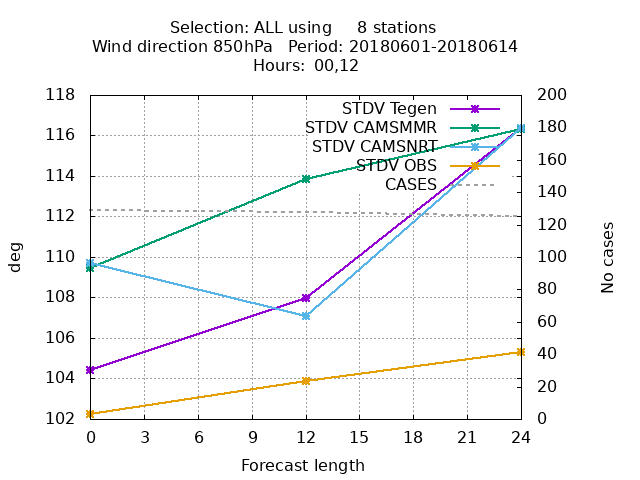 Selection: ALL using     8 stations
Wind direction 850hPa   Period: 20180601-20180614
Hours: 00,12
118
116
114
112
110
108
106
104
102
200
180
160
140
120
100
80
60
40
20
0
STDV Tegen
STDV CAMSMMR
STDV CAMSNRT
STDV OBS
CASES
deg
No cases
0 3 6 9 12 15 18 21 24
Forecast length